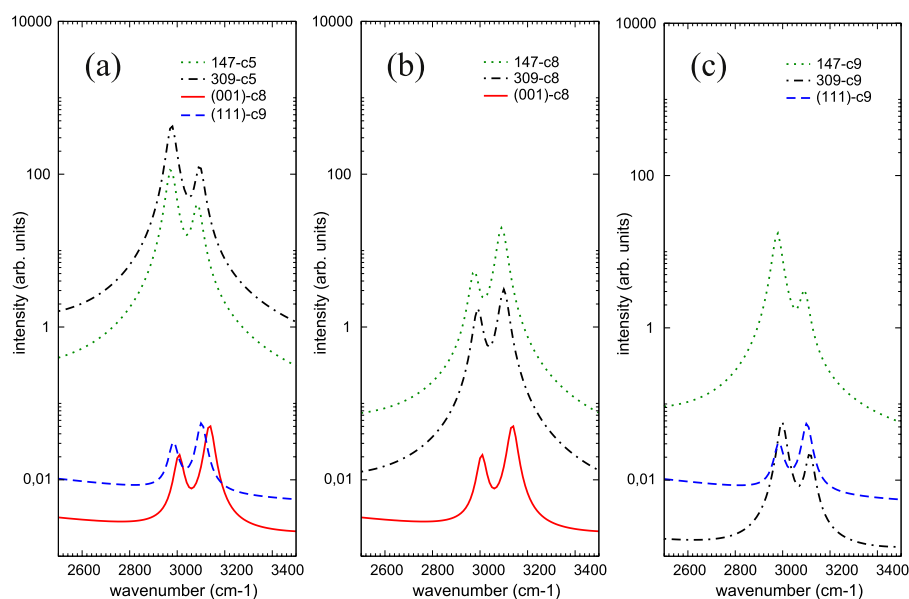 10000
100
1
0,01
intensity (arb. units)
(a)
147-c5
309-c5
(001)-c8
(111)-c9
2600 2800 3000 3200 3400
wavenumber (cm-1)
10000
100
1
0,01
intensity (arb. units)
(b)
147-c8
309-c8
(001)-c8
2600 2800 3000 3200 3400
wavenumber (cm-1)
10000
100
1
0,01
intensity (arb. units)
(c)
147-c9
309-c9
(111)-c9
2600 2800 3000 3200 3400
wavenumber (cm-1)